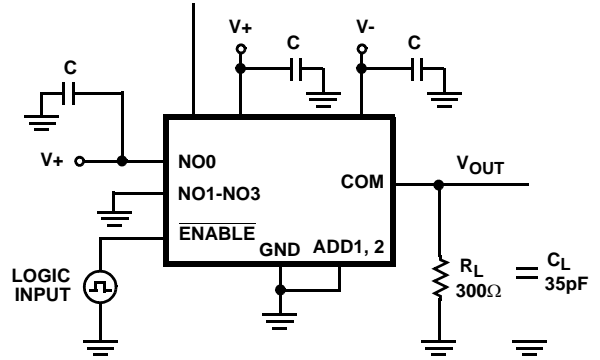 V+
V-
C
C
C
V+
NO0
NO1-NO3
ENABLE
COM
VOUT
GND
ADD1, 2
LOGIC
INPUT
RL
300Ω
CL
35pF